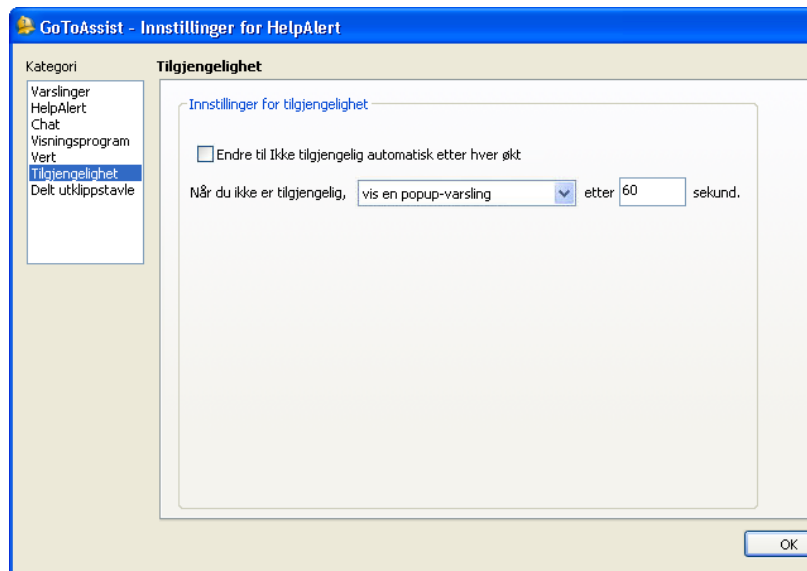 GoToAssist - Innstillinger for HelpAlert
Kategori
Varslinger
HelpAlert
Chat
Visningsprogram
Vert
Tilgjengelighet
Delt utklippstavle
Tilgjengelighet
Innstillinger for tilgjengelighet
Endre til Ikke tilgjengelig automatisk etter hver økt
Når du ikke er tilgjengelig, vis en popup-varsling etter 60 sekund.
OK